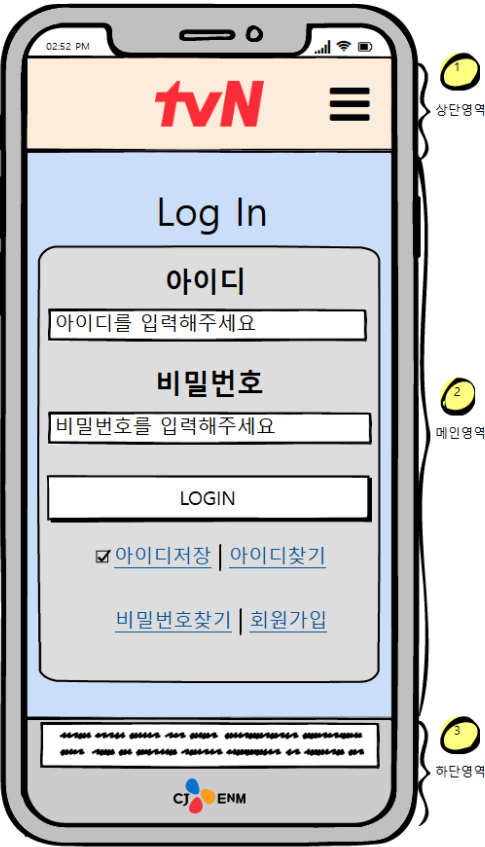 02:52 PM
tvN
1
상단영역
Log In
아이디
아이디를 입력해주세요
비밀번호
비밀번호를 입력해주세요
2
메인영역
LOGIN
아이디저장 | 아이디찾기
비밀번호찾기 | 회원가입
3
하단영역
CJ ENM